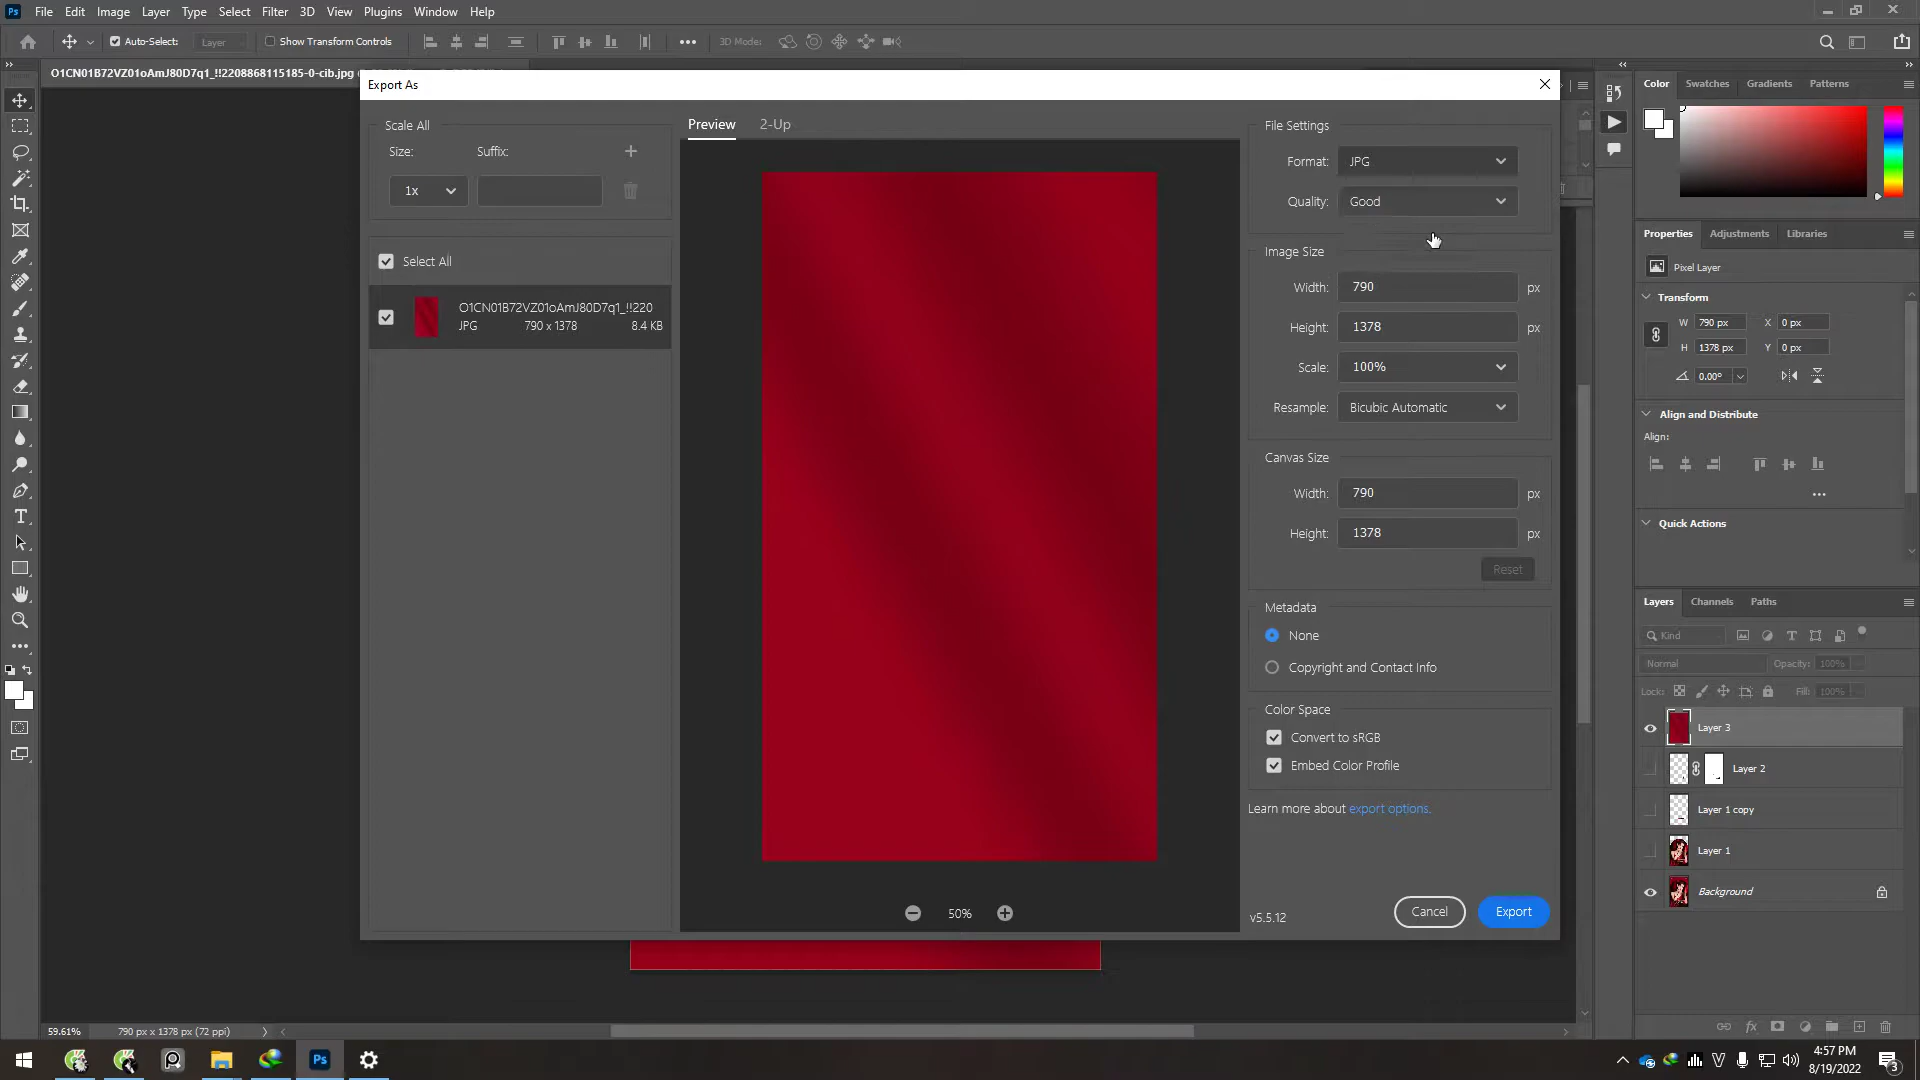 Ps File Edit Image Layer Type Select Filter 3D View Plugins Window Help
Auto-Select: Layer Show Transform Controls 3D Mode:
O1CN01B72VZ01oAmJ80D7q1_!!2208868115185-0-cib.jpg
Export As
Scale All
Size: Suffix:
1x
Select All
O1CN01B72VZ01oAmJ80D7q1_!!220
JPG 790 x 1378 8.4 KB
Preview 2-Up
50%
File Settings
Format: JPG
Quality: Good
Image Size
Width: 790 px
Height: 1378 px
Scale: 100%
Resample: Bicubic Automatic
Canvas Size
Width: 790 px
Height: 1378 px
Reset
Metadata
None
Copyright and Contact Info
Color Space
Convert to sRGB
Embed Color Profile
Learn more about export options.
v5.5.12 Cancel Export
Color Swatches Gradients Patterns
Properties Adjustments Libraries
Pixel Layer
Transform
W 790 px X 0 px
H 1378 px Y 0 px
0.00°
Align and Distribute
Align:
Quick Actions
Layers Channels Paths
Kind
Normal Opacity: 100%
Lock: Fill: 100%
Layer 3
Layer 2
Layer 1 copy
Layer 1
Background
59.61% 790 px x 1378 px (72 ppi)
Ps
4:57 PM
8/19/2022
3